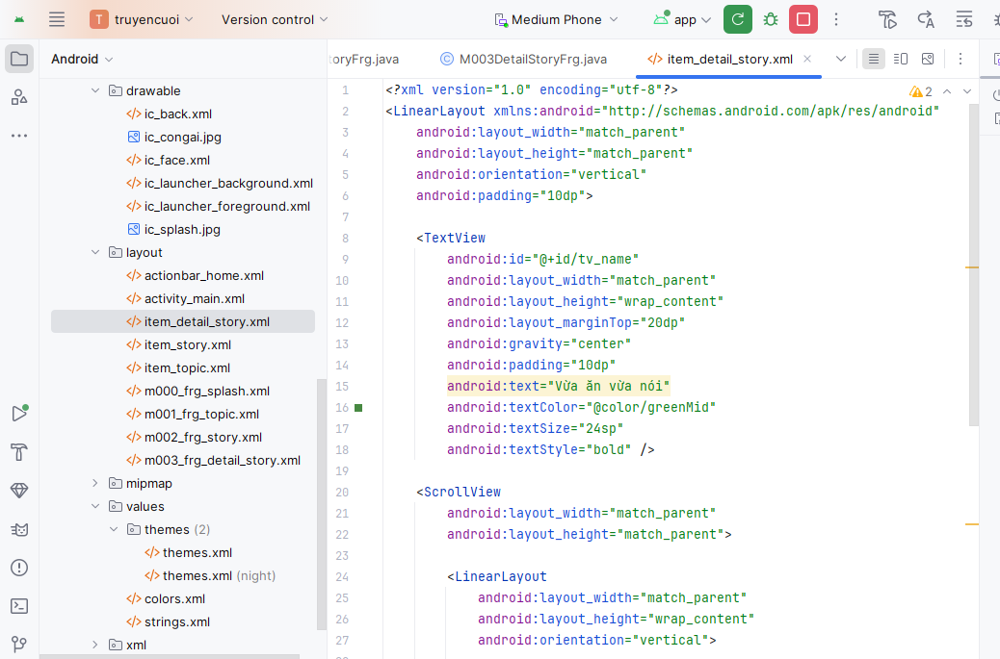 T truyencuoi Version control Medium Phone app
Android
oryFrg.java M003DetailStoryFrg.java item_detail_story.xml
drawable
ic_back.xml
ic_congai.jpg
ic_face.xml
ic_launcher_background.xml
ic_launcher_foreground.xml
ic_splash.jpg
layout
actionbar_home.xml
activity_main.xml
item_detail_story.xml
item_story.xml
item_topic.xml
m000_frg_splash.xml
m001_frg_topic.xml
m002_frg_story.xml
m003_frg_detail_story.xml
mipmap
values
themes (2)
themes.xml
themes.xml (night)
colors.xml
strings.xml
xml
2
1 <?xml version="1.0" encoding="utf-8"?>
2 <LinearLayout xmlns:android="http://schemas.android.com/apk/res/android"
3 android:layout_width="match_parent"
4 android:layout_height="match_parent"
5 android:orientation="vertical"
6 android:padding="10dp">
7
8 <TextView
9 android:id="@+id/tv_name"
10 android:layout_width="match_parent"
11 android:layout_height="wrap_content"
12 android:layout_marginTop="20dp"
13 android:gravity="center"
14 android:padding="10dp"
15 android:text="Vừa ăn vừa nói"
16 android:textColor="@color/greenMid"
17 android:textSize="24sp"
18 android:textStyle="bold" />
19
20 <ScrollView
21 android:layout_width="match_parent"
22 android:layout_height="match_parent">
23
24 <LinearLayout
25 android:layout_width="match_parent"
26 android:layout_height="wrap_content"
27 android:orientation="vertical">